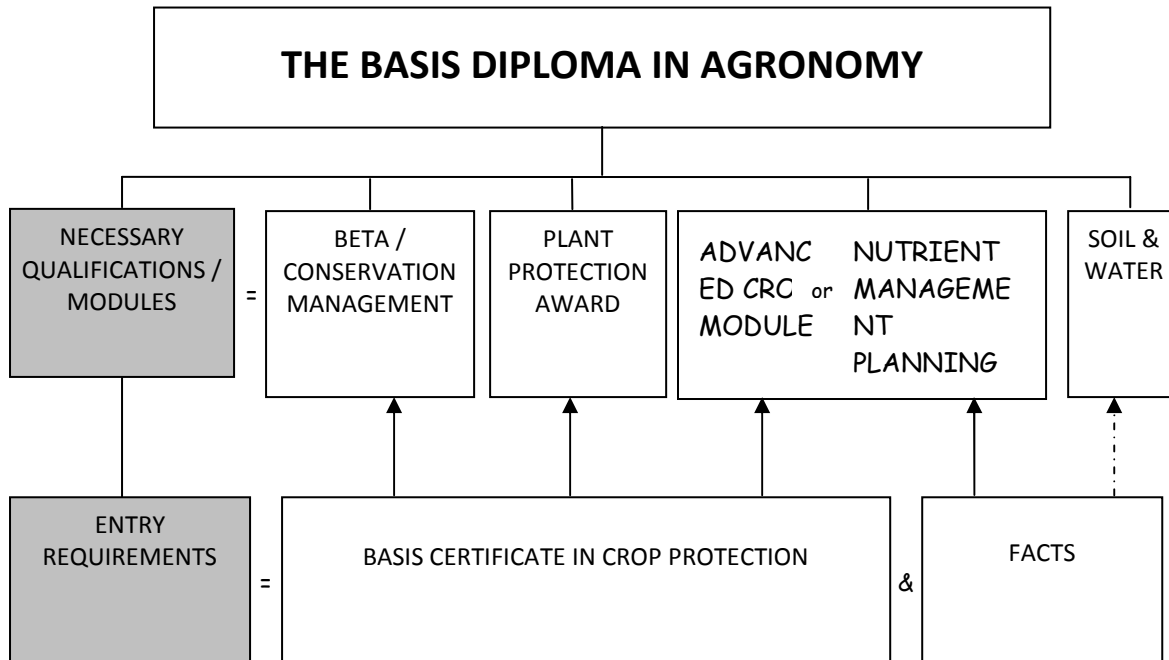 THE BASIS DIPLOMA IN AGRONOMY
NECESSARY
QUALIFICATIONS /
MODULES
=
BETA /
CONSERVATION
MANAGEMENT
PLANT
PROTECTION
AWARD
ADVANC
ED CRO
MODULE
or
NUTRIENT
MANAGEME
NT
PLANNING
SOIL &
WATER
ENTRY
REQUIREMENTS
=
BASIS CERTIFICATE IN CROP PROTECTION
&
FACTS